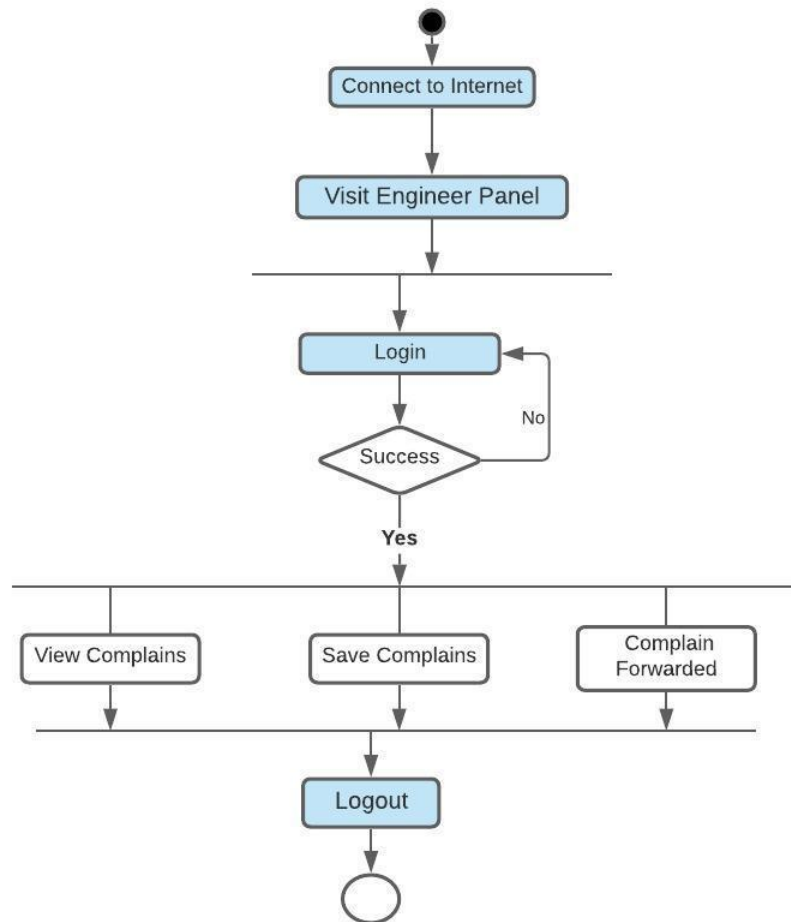 Connect to Internet
Visit Engineer Panel
Login
No
Success
Yes
View Complains
Save Complains
Complain
Forwarded
Logout